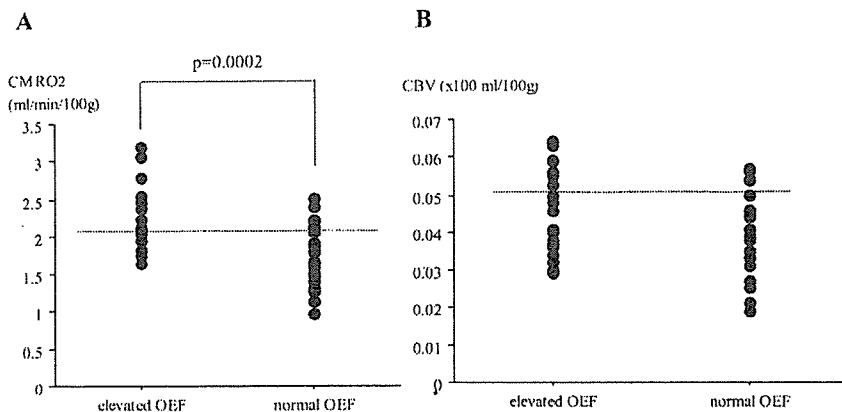 A
p=0.0002
CMRO2
(ml/min/100g)
3.5
3
2.5
2
1.5
1
0.5
0
elevated OEF
normal OEF
B
CBV (x100 ml/100g)
0.07
0.06
0.05
0.04
0.03
0.02
0.01
0
elevated OEF
normal OEF